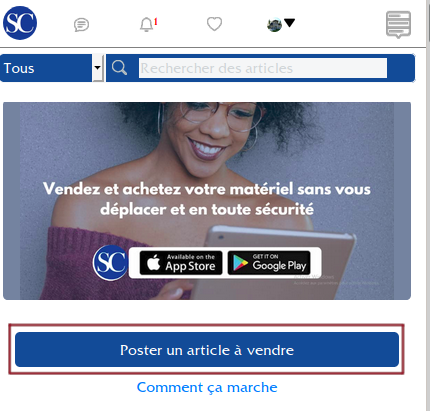 SC
1
Tous
Rechercher des articles
Vendez et achetez votre matériel sans vous
déplacer et en toute sécurité
SC
Available on the
App Store
GET IT ON
Google Play
Poster un article à vendre
Comment ça marche